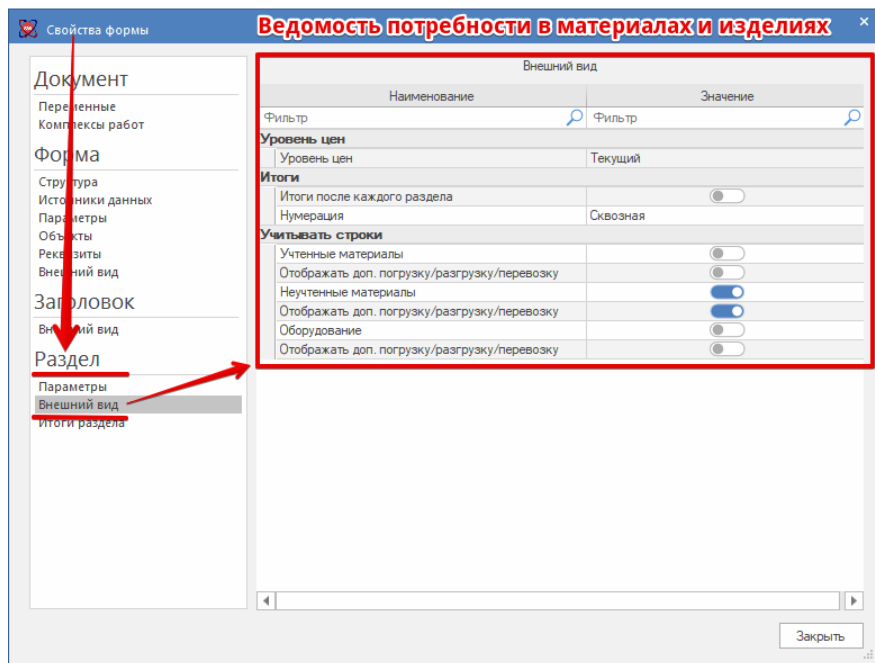 Свойства формы
Ведомость потребности в материалах и изделиях
Документ
Переменные
Комплексы работ
Форма
Структура
Источники данных
Параметры
Объекты
Реквизиты
Внешний вид
Заголовок
Внешний вид
Раздел
Параметры
Внешний вид
Итоги раздела
Внешний вид
Наименование Значение
Фильтр Фильтр
Уровень цен
Уровень цен Текущий
Итоги
Итоги после каждого раздела
Нумерация Сквозная
Учитывать строки
Учтенные материалы
Отображать доп. погрузку/разгрузку/перевозку
Неучтенные материалы
Отображать доп. погрузку/разгрузку/перевозку
Оборудование
Отображать доп. погрузку/разгрузку/перевозку
Закрыть